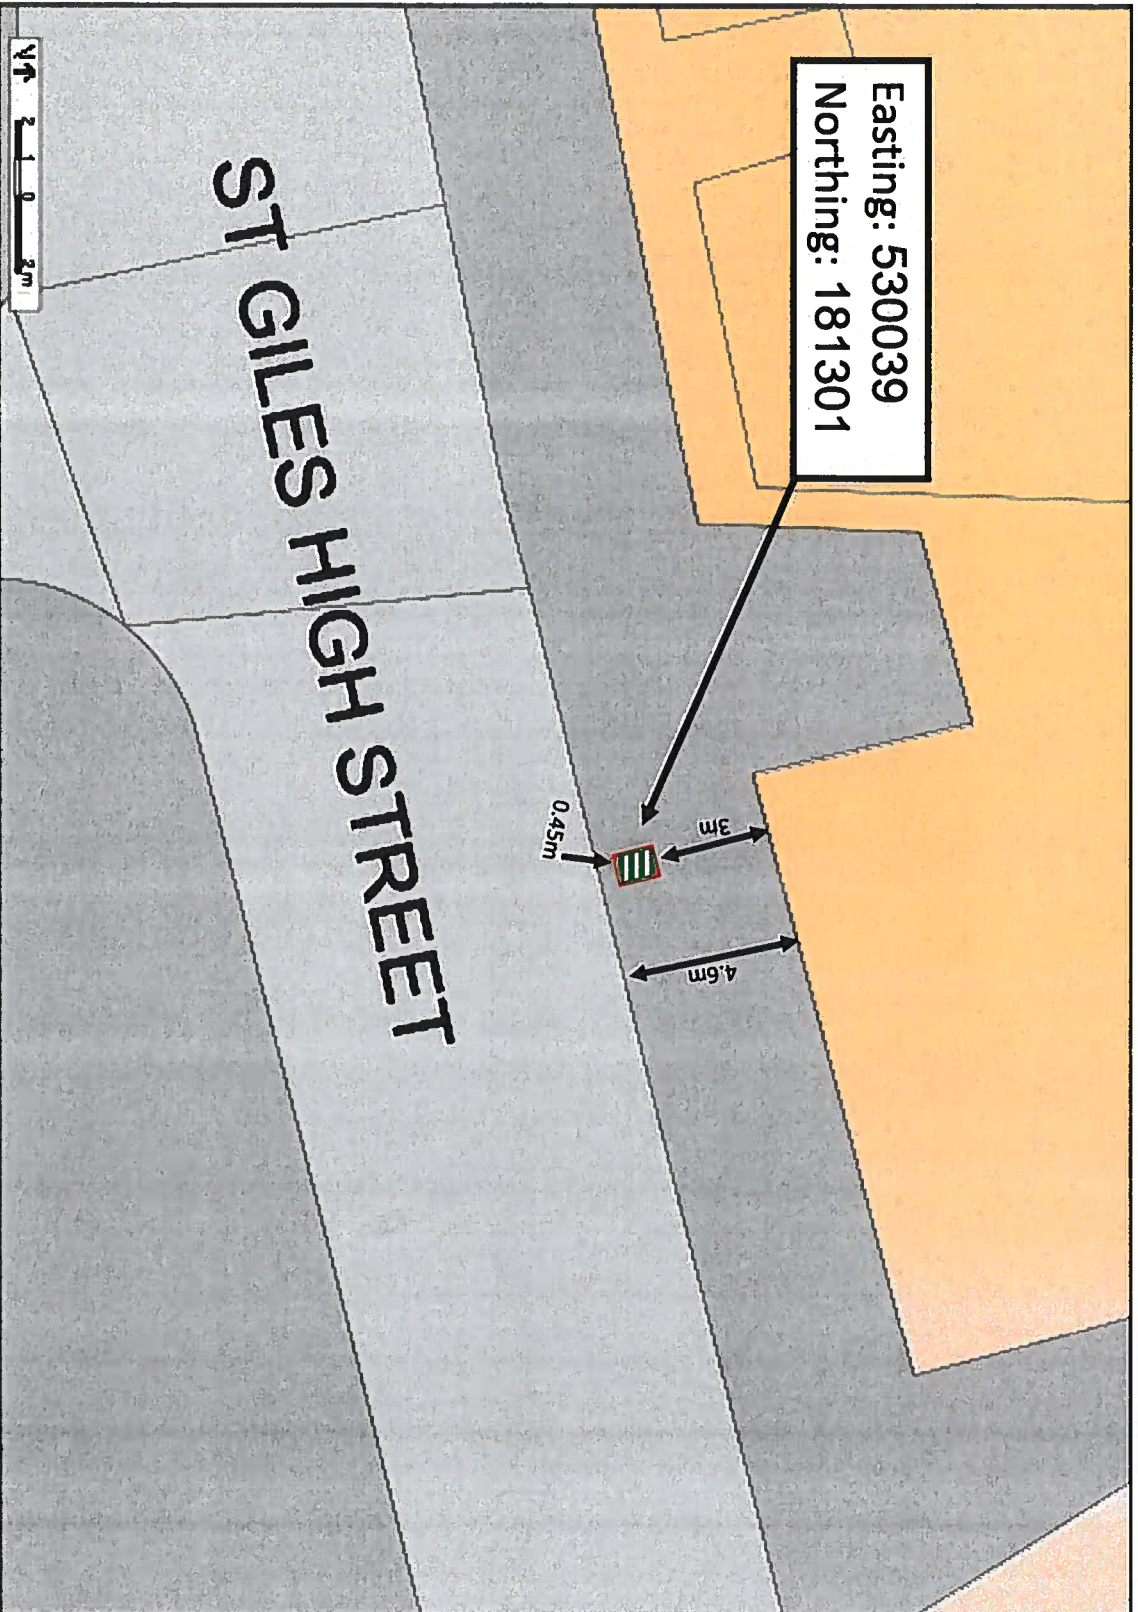 Easting: 530039
Northing: 181301
ST GILES HIGH STREET
0.45m
3m
4.6m
2 1 0 2m